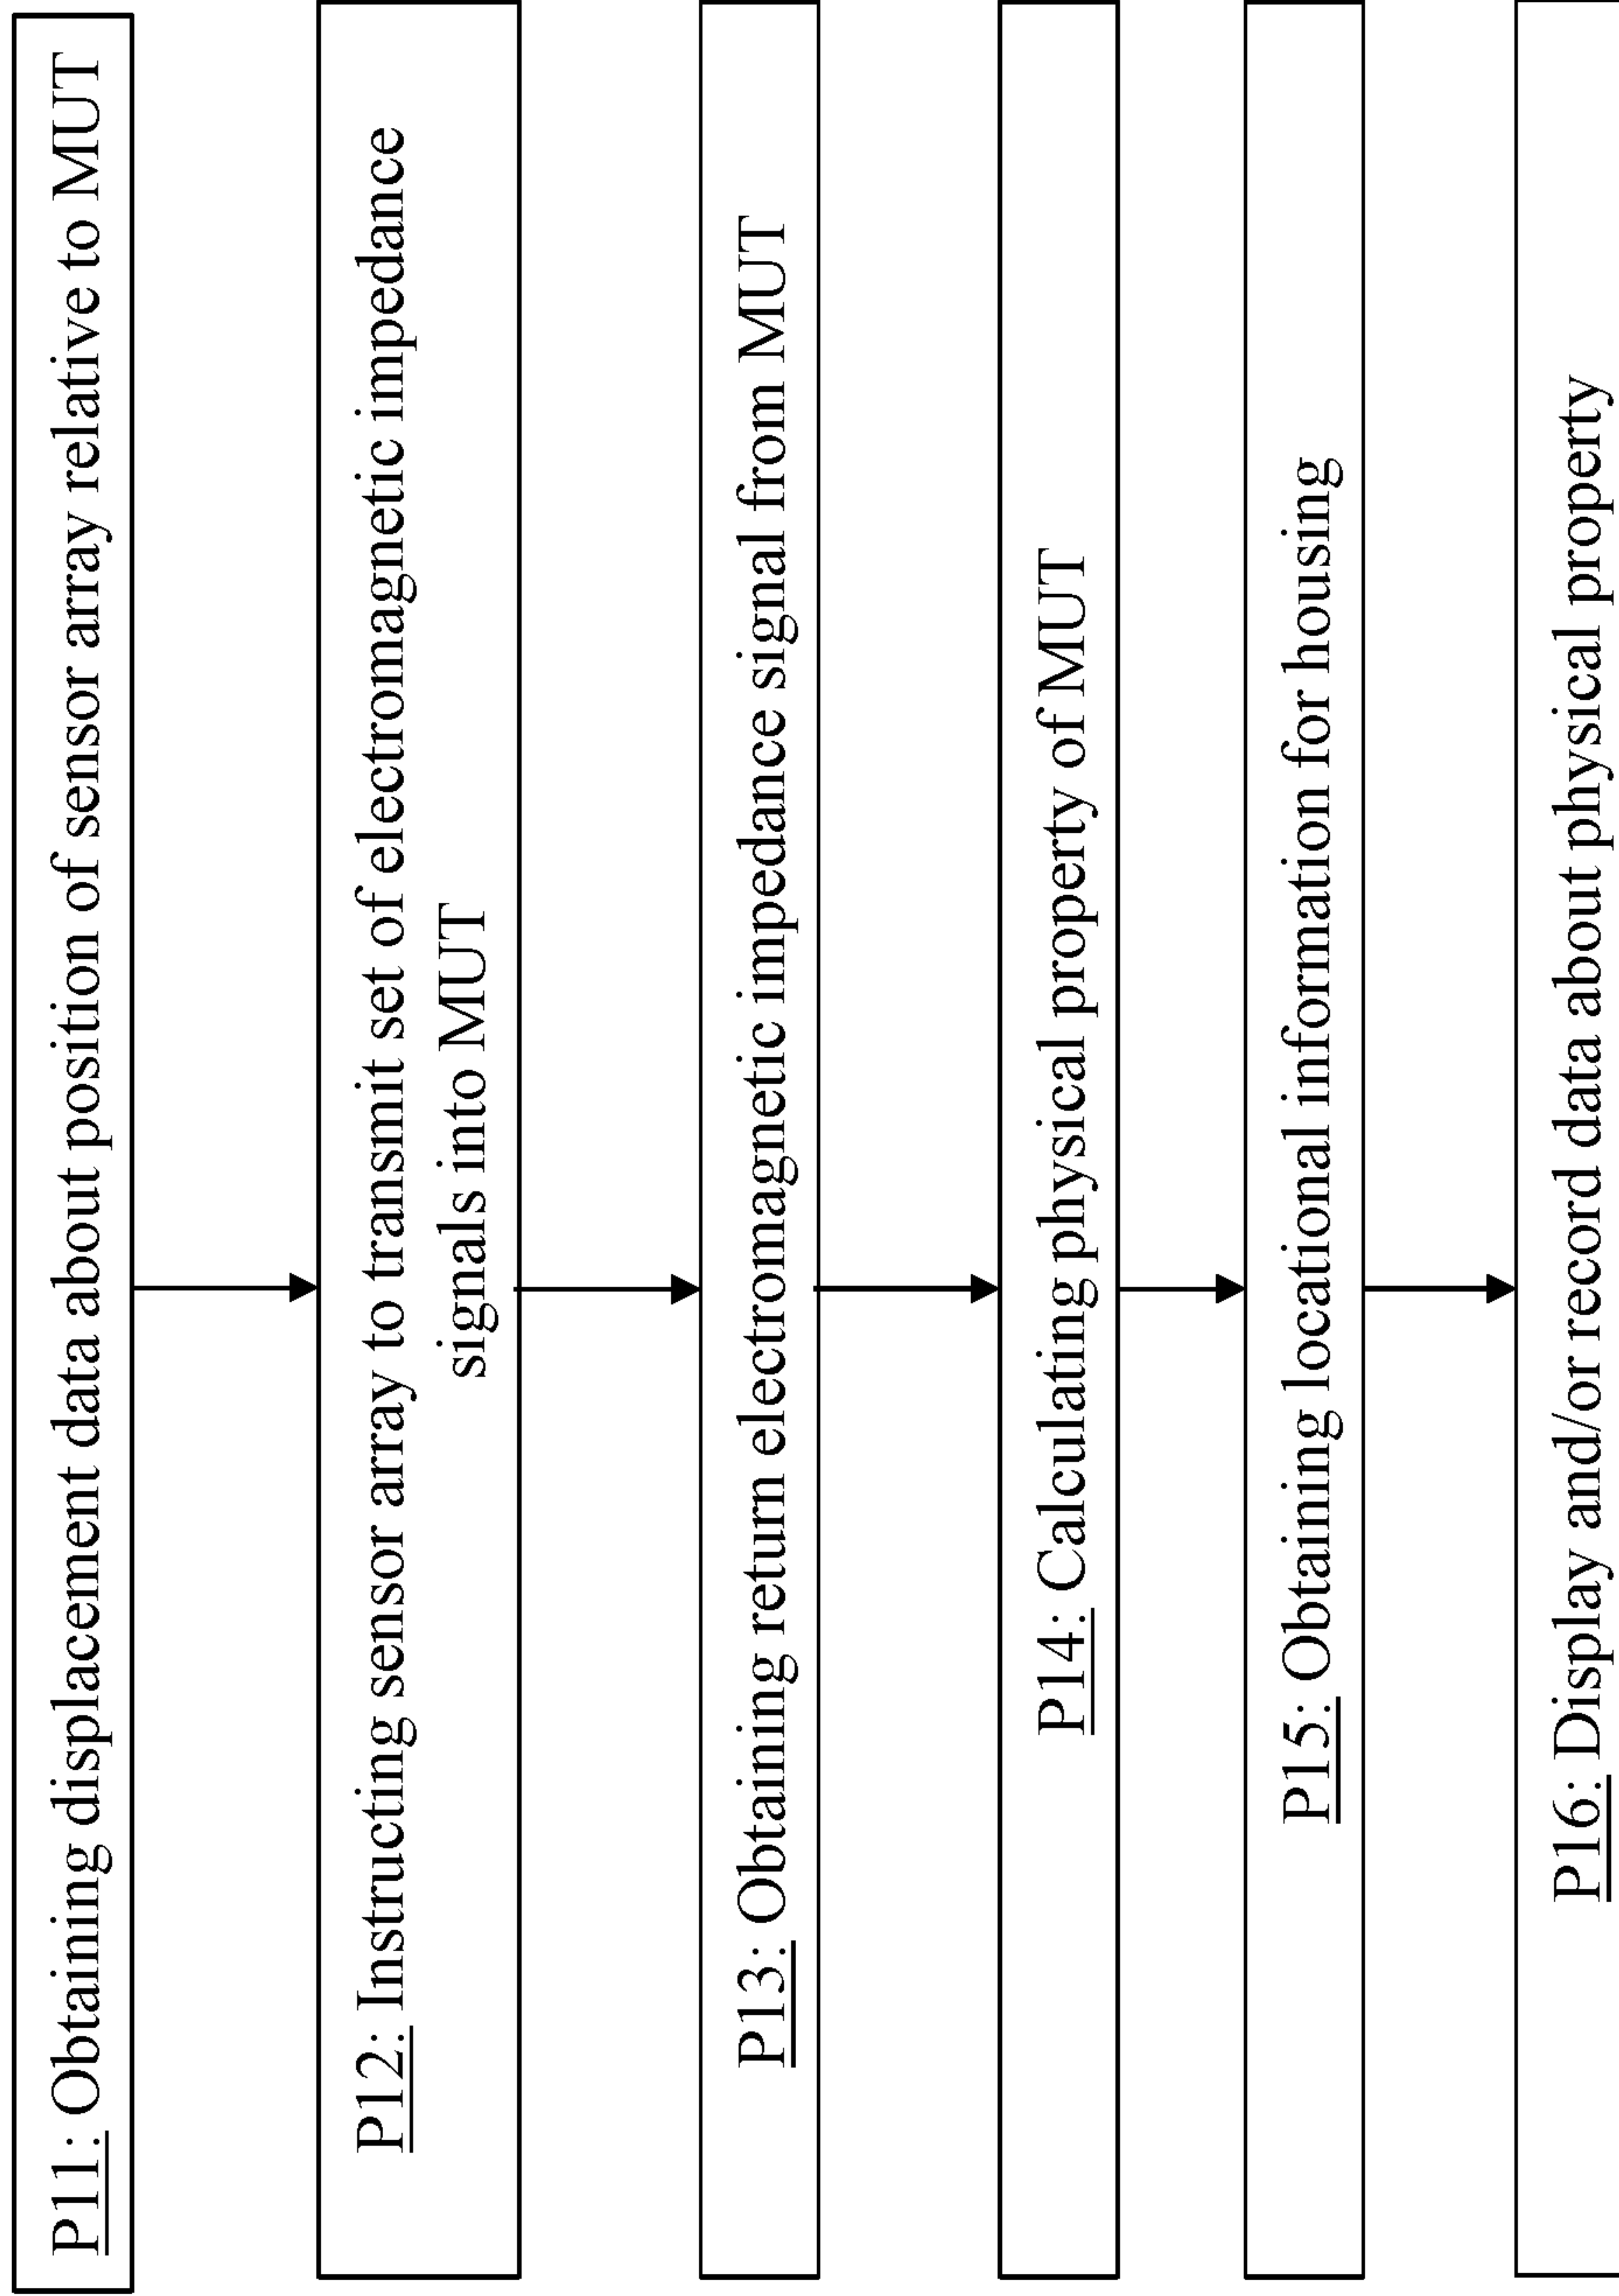 P11: Obtaining displacement data about position of sensor array relative to MUT
P12: Instructing sensor array to transmit set of electromagnetic impedance
signals into MUT
P13: Obtaining return electromagnetic impedance signal from MUT
P14: Calculating physical property of MUT
P15: Obtaining locational information for housing
P16: Display and/or record data about physical property